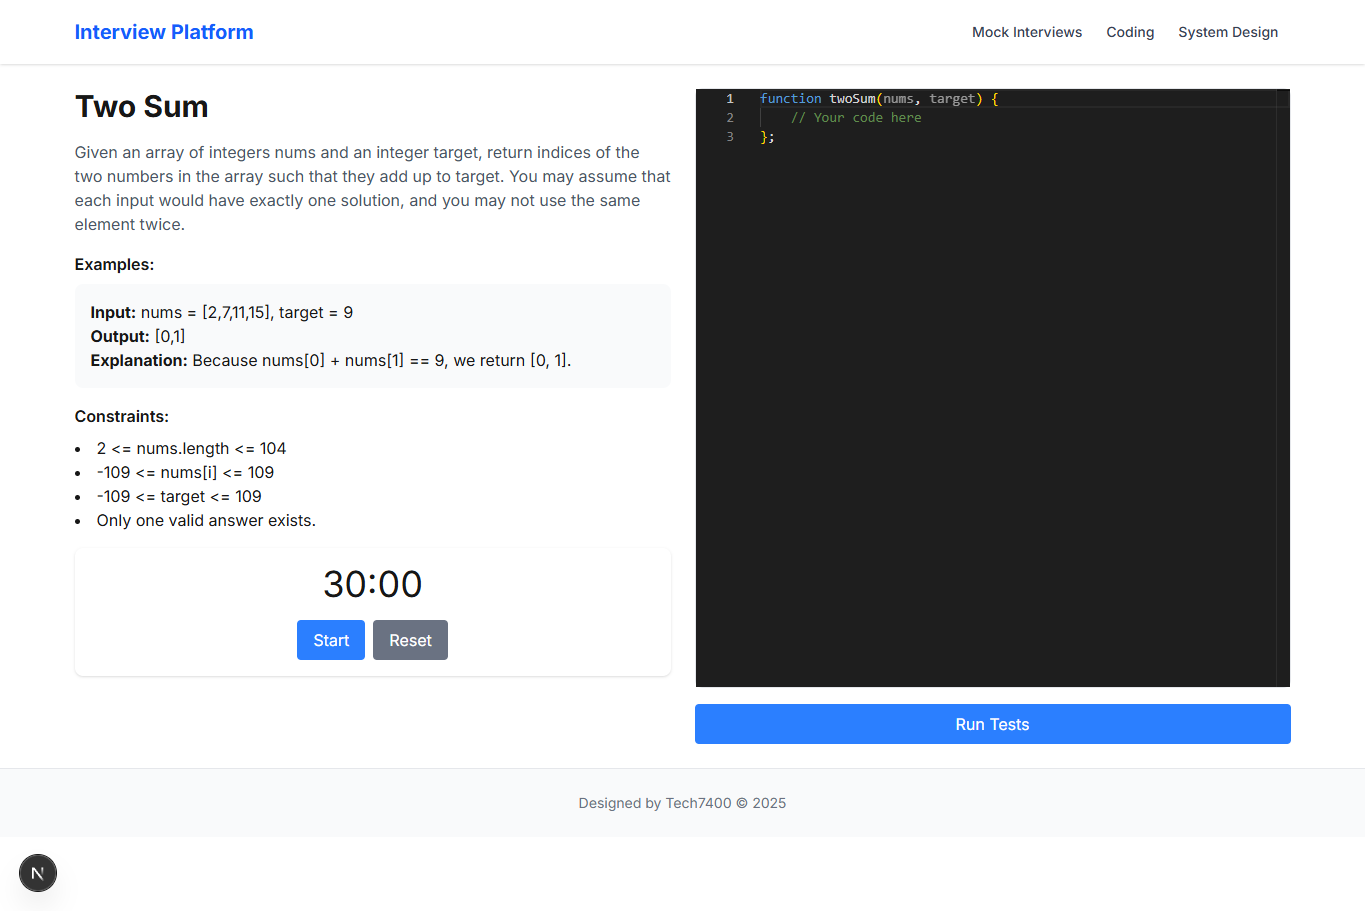 Interview Platform
Mock Interviews
Coding
System Design
Two Sum
Given an array of integers nums and an integer target, return indices of the
two numbers in the array such that they add up to target. You may assume that
each input would have exactly one solution, and you may not use the same
element twice.
Examples:
Input: nums = [2,7,11,15], target = 9
Output: [0,1]
Explanation: Because nums[0] + nums[1] == 9, we return [0, 1].
Constraints:
2 <= nums.length <= 104
-109 <= nums[i] <= 109
-109 <= target <= 109
Only one valid answer exists.
30:00
Start
Reset
1 function twoSum(nums, target) {
2 // Your code here
3 };
Run Tests
Designed by Tech7400 © 2025
N